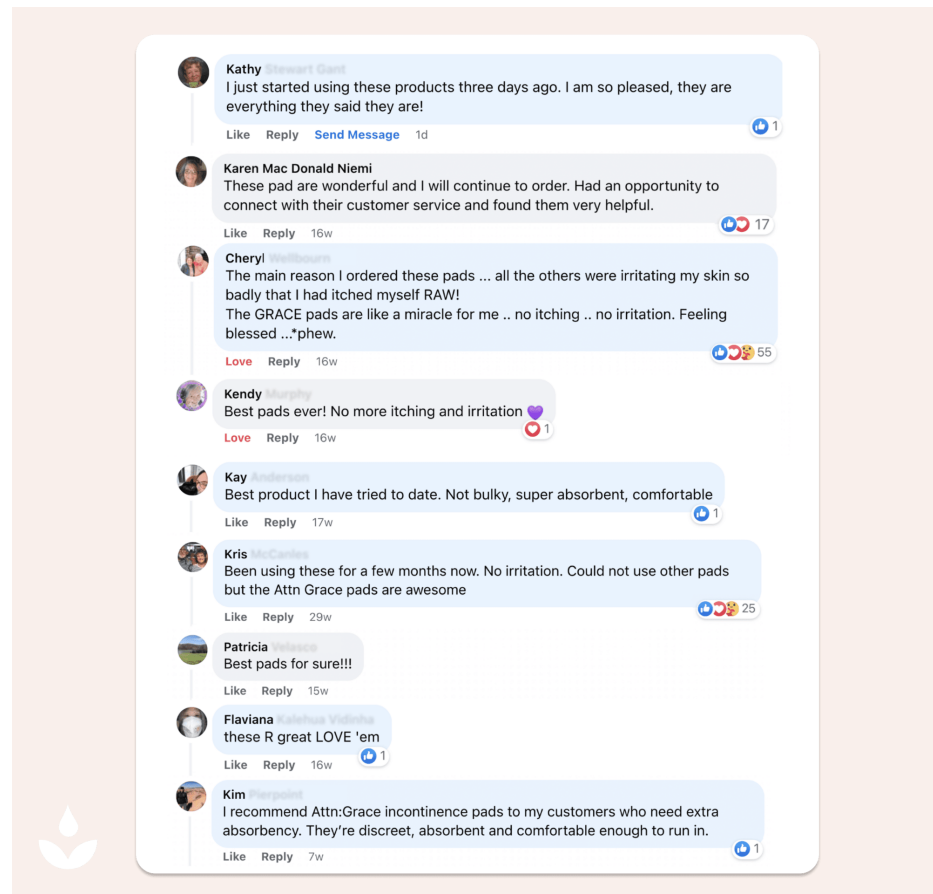 Kathy Stewart Gant
I just started using these products three days ago. I am so pleased, they are
everything they said they are!
1
Like Reply Send Message 1d
Karen Mac Donald Niemi
These pad are wonderful and I will continue to order. Had an opportunity to
connect with their customer service and found them very helpful.
17
Like Reply 16w
Cheryl Wellbourn
The main reason I ordered these pads ... all the others were irritating my skin so
badly that I had itched myself RAW!
The GRACE pads are like a miracle for me .. no itching .. no irritation. Feeling
blessed ...*phew.
55
Love Reply 16w
Kendy Murphy
Best pads ever! No more itching and irritation 💜
1
Love Reply 16w
Kay Anderson
Best product I have tried to date. Not bulky, super absorbent, comfortable
1
Like Reply 17w
Kris McCanles
Been using these for a few months now. No irritation. Could not use other pads
but the Attn Grace pads are awesome
25
Like Reply 29w
Patricia Velasco
Best pads for sure!!!
Like Reply 15w
Flaviana Kalehua Vidinha
these R great LOVE 'em
1
Like Reply 16w
Kim Pierpoint
I recommend Attn:Grace incontinence pads to my customers who need extra
absorbency. They're discreet, absorbent and comfortable enough to run in.
1
Like Reply 7w